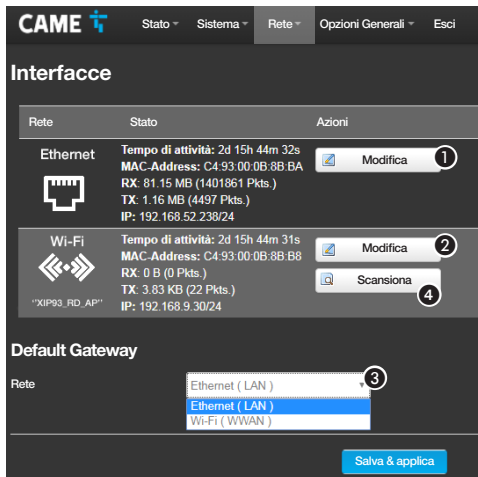 CAME Stato Sistema Rete Opzioni Generali Esci
Interfacce
Rete Stato Azioni
Ethernet
Tempo di attività: 2d 15h 44m 32s
MAC-Address: C4:93:00:0B:8B:BA
RX: 81.15 MB (1401861 Pkts.)
TX: 1.16 MB (4497 Pkts.)
IP: 192.168.52.238/24
Modifica 1
Wi-Fi
"XIP93_RD_AP"
Tempo di attività: 2d 15h 44m 31s
MAC-Address: C4:93:00:0B:8B:B8
RX: 0 B (0 Pkts.)
TX: 3.83 KB (22 Pkts.)
IP: 192.168.9.30/24
Modifica 2
Scansiona 4
Default Gateway
Rete Ethernet ( LAN ) 3
Ethernet ( LAN )
Wi-Fi ( WWAN )
Salva & applica